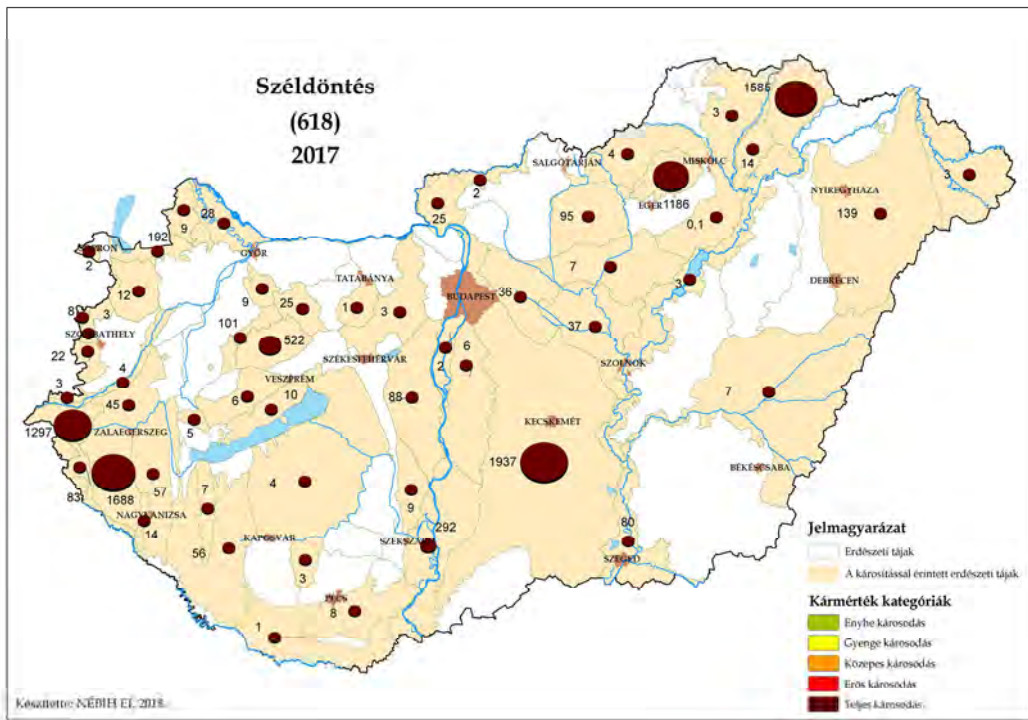 Széldöntés
(618)
2017
1585
3
14
4
SALGÓTARJÁN
MISKOLC
2
EGER
1186
NYÍREGYHÁZA
3
139
25
95
0,1
9
28
192
SOPRON
2
GYŐR
TATABÁNYA
7
DEBRECEN
12
9
25
1
3
BUDAPEST
36
3
8
3
SZOMBATHELY
101
522
37
22
SZÉKESFEHÉRVÁR
6
2
SZOLNOK
4
VESZPRÉM
3
45
6
10
88
7
1297
ZALAEGERSZEG
5
KECSKEMÉT
1937
BÉKÉSCSABA
83
1688
57
7
4
NAGYKANIZSA
14
9
292
56
KAPOSVÁR
SZEKSZÁRD
80
3
SZEGED
PÉCS
8
1
Jelmagyarázat
Erdészeti tájak
A károsítással érintett erdészeti tájak
Kármérték kategóriák
Enyhe károsodás
Gyenge károsodás
Közepes károsodás
Erős károsodás
Teljes károsodás
Készítette: NÉBIH EI, 2018.